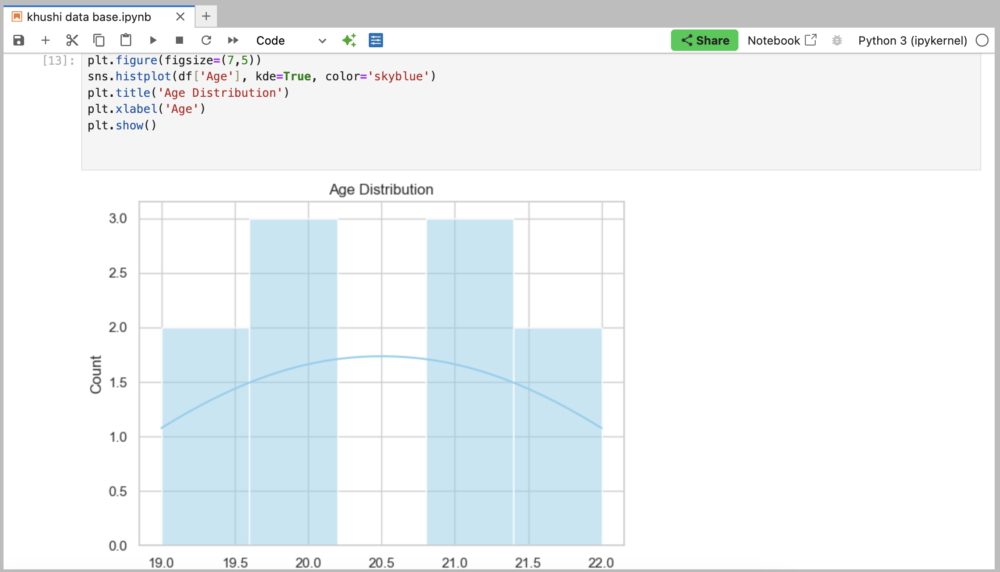 khushi data base.ipynb
Code
Share
Notebook
Python 3 (ipykernel)
[13]:
plt.figure(figsize=(7,5))
sns.histplot(df['Age'], kde=True, color='skyblue')
plt.title('Age Distribution')
plt.xlabel('Age')
plt.show()
Age Distribution
3.0
2.5
2.0
1.5
1.0
0.5
0.0
Count
19.0 19.5 20.0 20.5 21.0 21.5 22.0